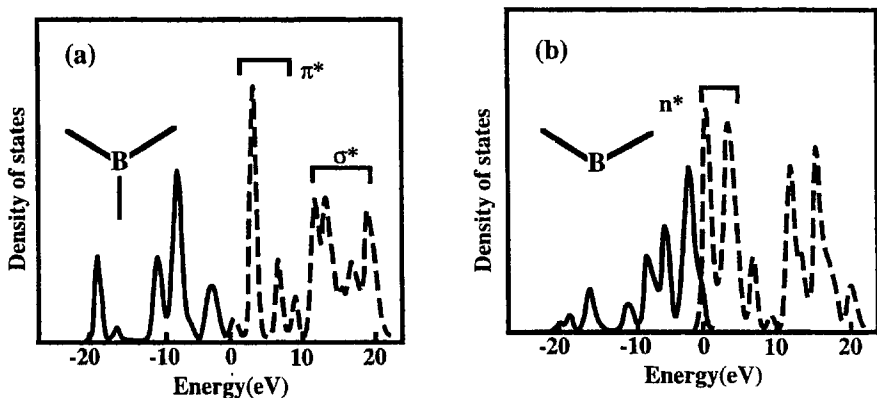 (a)
π*
σ*
B
Density of states
-20 -10 0 10 20
Energy(eV)
(b)
n*
B
Density of states
-20 -10 0 10 20
Energy(eV)